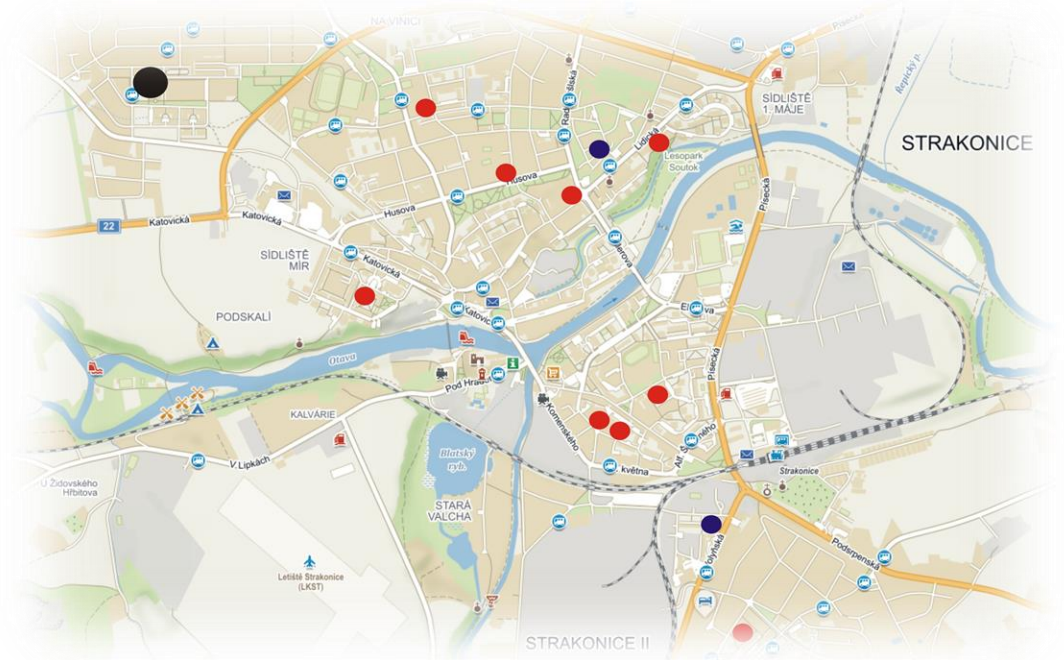 NA VINICI
Písecká
Řepický p.
SÍDLIŠTĚ
1. MÁJE
STRAKONICE
Lidická
Lesopark
Soutok
Husova
Písecká
22
Katovická
Katovická
Husova
SÍDLIŠTĚ
MÍR
Katovická
PODSKALÍ
Otava
Písecká
Pod Hradem
KALVÁRIE
Komenského
V Lipkách
Blatský
ryb.
května
U Židovského
Hřbitova
Strakonice
STARÁ
VALCHA
Podsrpenská
Letiště Strakonice
(LKST)
STRAKONICE II